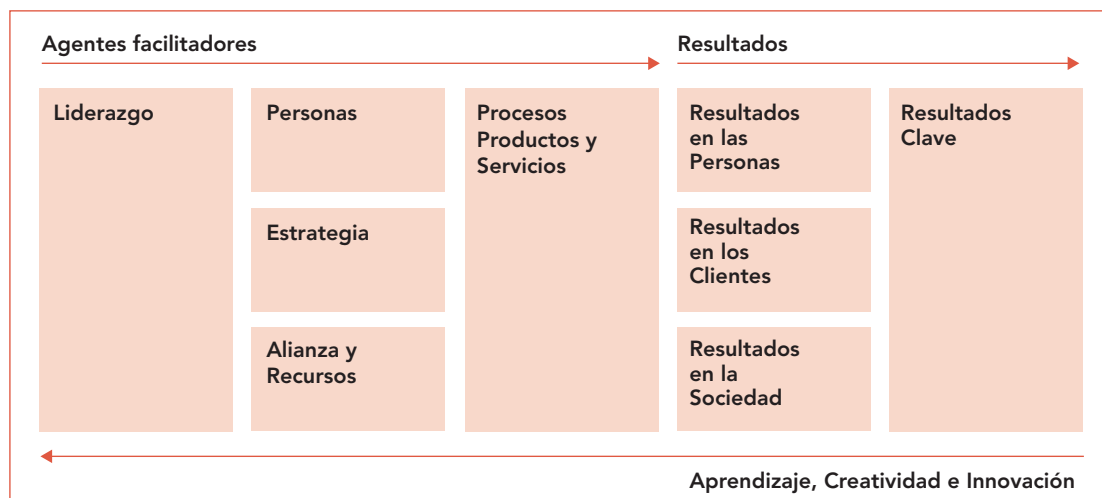 Agentes facilitadores
Resultados
Liderazgo
Personas
Estrategia
Alianza y
Recursos
Procesos
Productos y
Servicios
Resultados
en las
Personas
Resultados
en los
Clientes
Resultados
en la
Sociedad
Resultados
Clave
Aprendizaje, Creatividad e Innovación